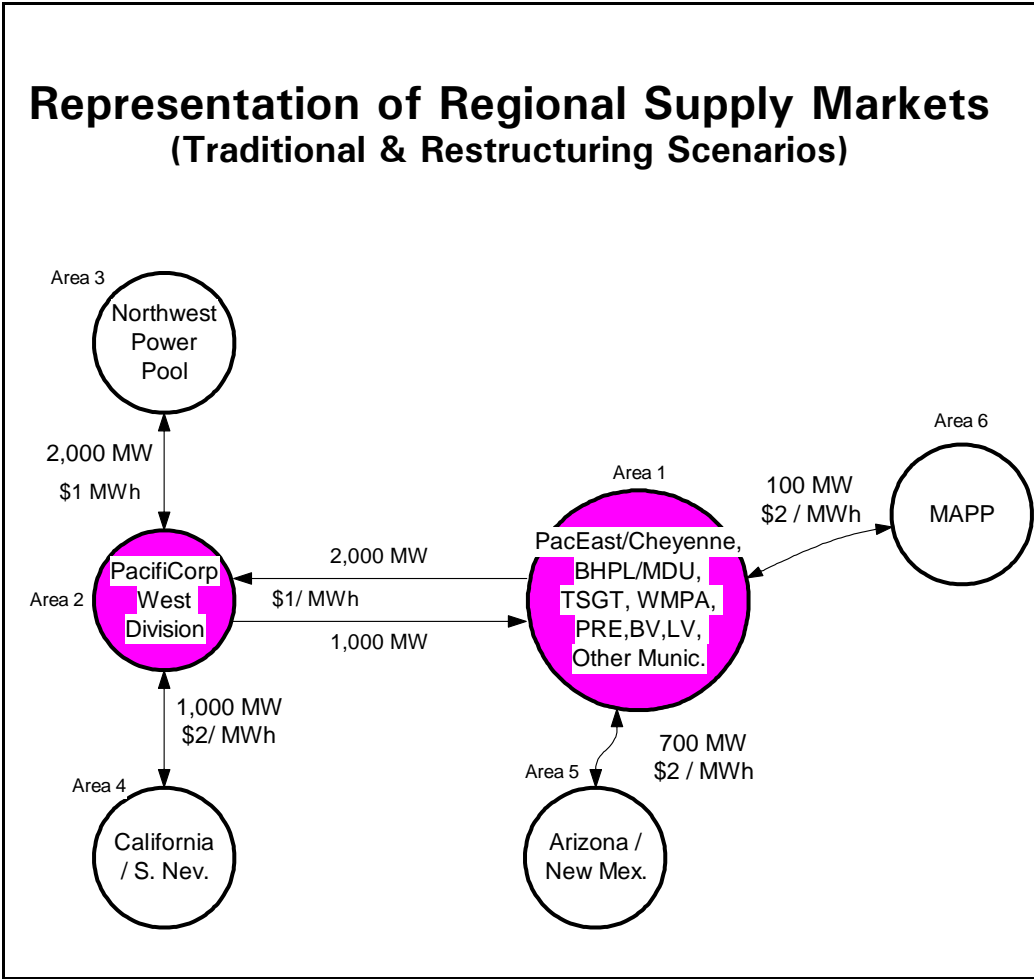 Representation of Regional Supply Markets
(Traditional & Restructuring Scenarios)
Area 3
Northwest
Power
Pool
2,000 MW
$1 MWh
Area 2
PacifiCorp
West
Division
2,000 MW
$1/ MWh
1,000 MW
Area 1
PacEast/Cheyenne,
BHPL/MDU,
TSGT, WMPA,
PRE,BV,LV,
Other Munic.
100 MW
$2 / MWh
Area 6
MAPP
1,000 MW
$2/ MWh
Area 4
California
/ S. Nev.
700 MW
$2 / MWh
Area 5
Arizona /
New Mex.